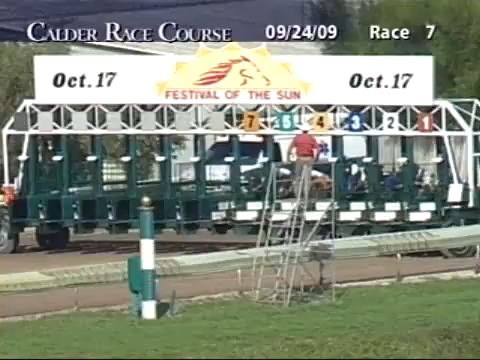 CALDER RACE COURSE 09/24/09 Race 7
Oct.17 FESTIVAL OF THE SUN Oct.17
7 5 4 3 2 1